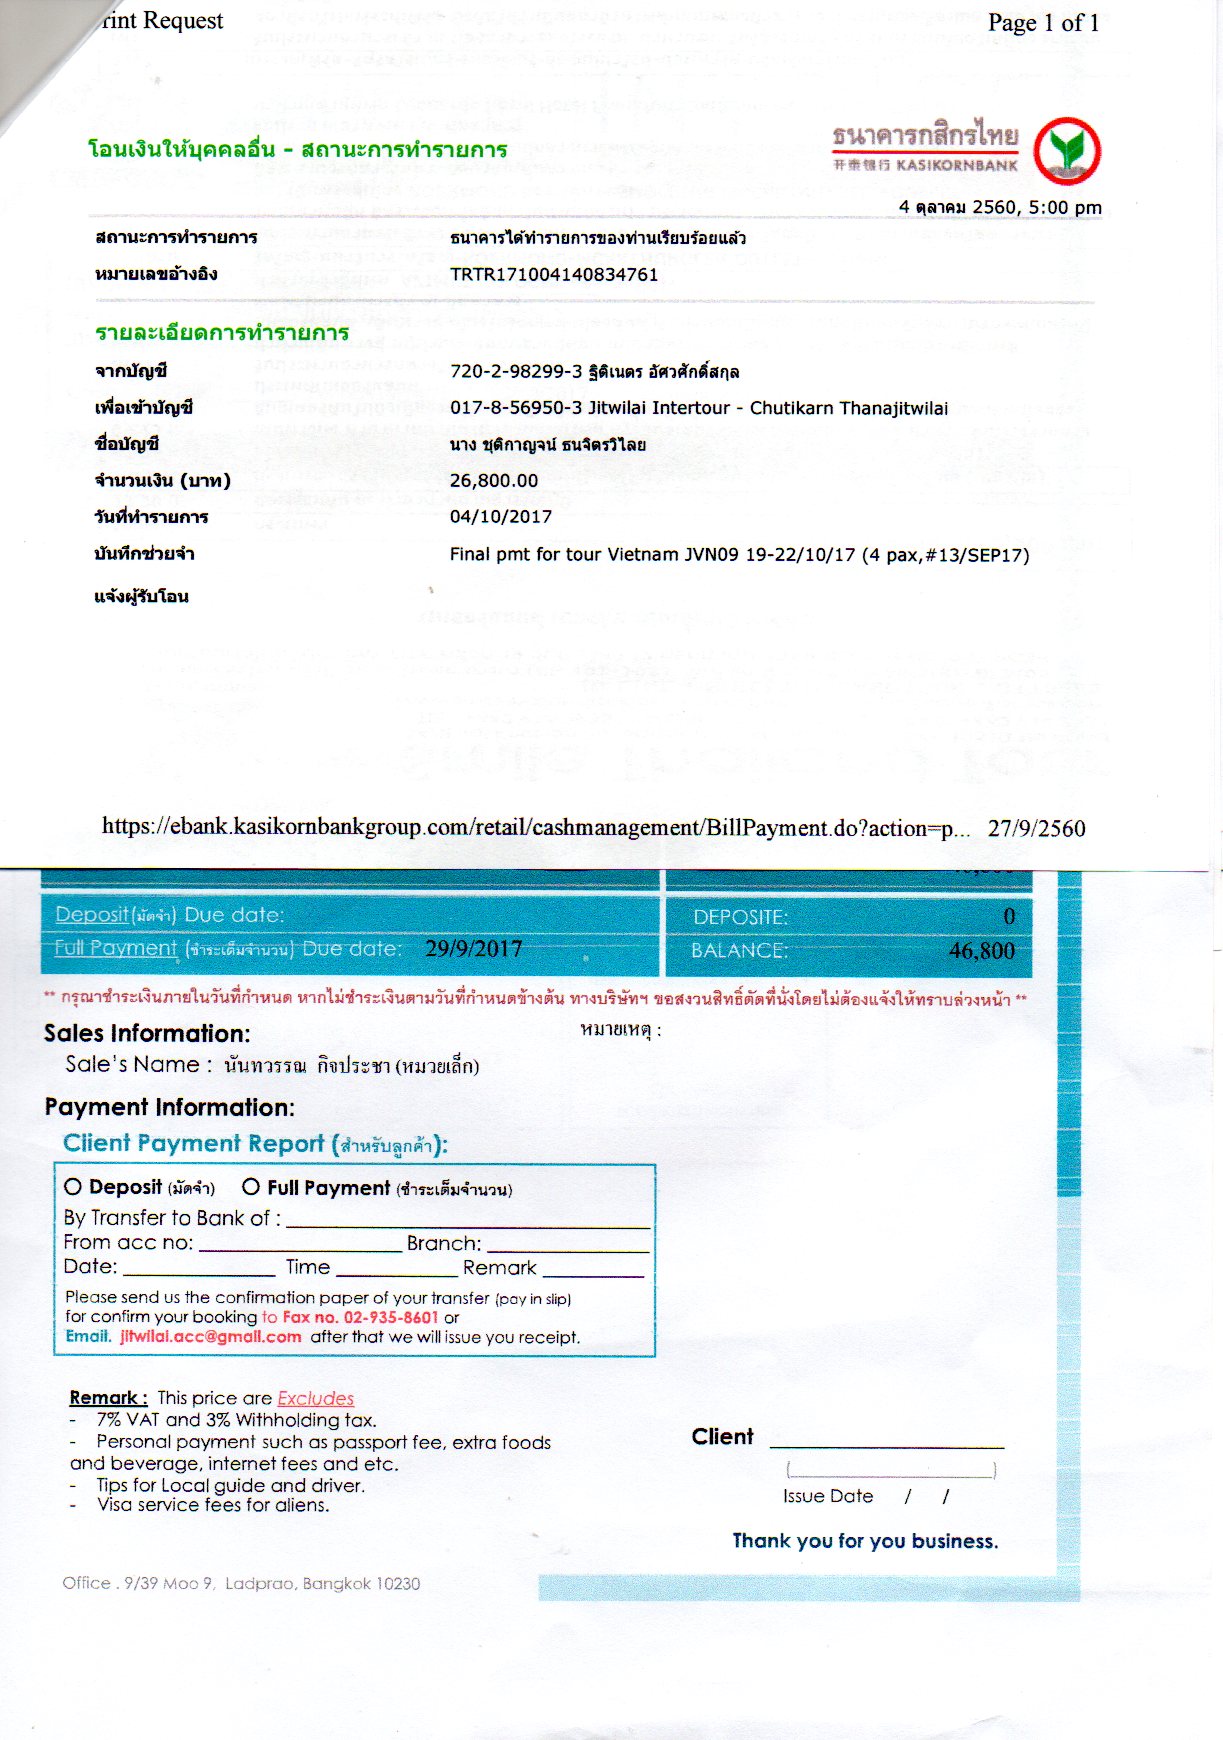 rint Request
Page 1 of 1
โอนเงินให้บุคคลอื่น - สถานะการทำรายการ
ธนาคารกสิกรไทย
开泰银行 KASIKORNBANK
4 ตุลาคม 2560, 5:00 pm
สถานะการทำรายการ ธนาคารได้ทำรายการของท่านเรียบร้อยแล้ว
หมายเลขอ้างอิง TRTR171004140834761
รายละเอียดการทำรายการ
จากบัญชี 720-2-98299-3 ฐิติเนตร อัศวศักดิ์สกุล
เพื่อเข้าบัญชี 017-8-56950-3 Jitwilai Intertour - Chutikarn Thanajitwilai
ชื่อบัญชี นาง ชุติกาญจน์ ธนจิตรวิไลย
จำนวนเงิน (บาท) 26,800.00
วันที่ทำรายการ 04/10/2017
บันทึกช่วยจำ Final pmt for tour Vietnam JVN09 19-22/10/17 (4 pax,#13/SEP17)
แจ้งผู้รับโอน
https://ebank.kasikornbankgroup.com/retail/cashmanagement/BillPayment.do?action=p... 27/9/2560
Deposit(มัดจำ) Due date: DEPOSITE: 0
Full Payment (ชำระเต็มจำนวน) Due date: 29/9/2017 BALANCE: 46,800
** กรุณาชำระเงินภายในวันที่กำหนด หากไม่ชำระเงินตามวันที่กำหนดข้างต้น ทางบริษัทฯ ขอสงวนสิทธิ์ตัดที่นั่งโดยไม่ต้องแจ้งให้ทราบล่วงหน้า **
Sales Information: หมายเหตุ :
Sale's Name : นันทวรรณ กิจประชา (หมวยเล็ก)
Payment Information:
Client Payment Report (สำหรับลูกค้า):
O Deposit (มัดจำ) O Full Payment (ชำระเต็มจำนวน)
By Transfer to Bank of :
From acc no: Branch:
Date: Time Remark
Please send us the confirmation paper of your transfer (pay in slip)
for confirm your booking to Fax no. 02-935-8601 or
Email. jitwilai.acc@gmail.com after that we will issue you receipt.
Remark : This price are Excludes
- 7% VAT and 3% Withholding tax.
- Personal payment such as passport fee, extra foods
and beverage, internet fees and etc.
- Tips for Local guide and driver.
- Visa service fees for aliens.
Client
( )
Issue Date / /
Thank you for you business.
Office . 9/39 Moo 9, Ladprao, Bangkok 10230